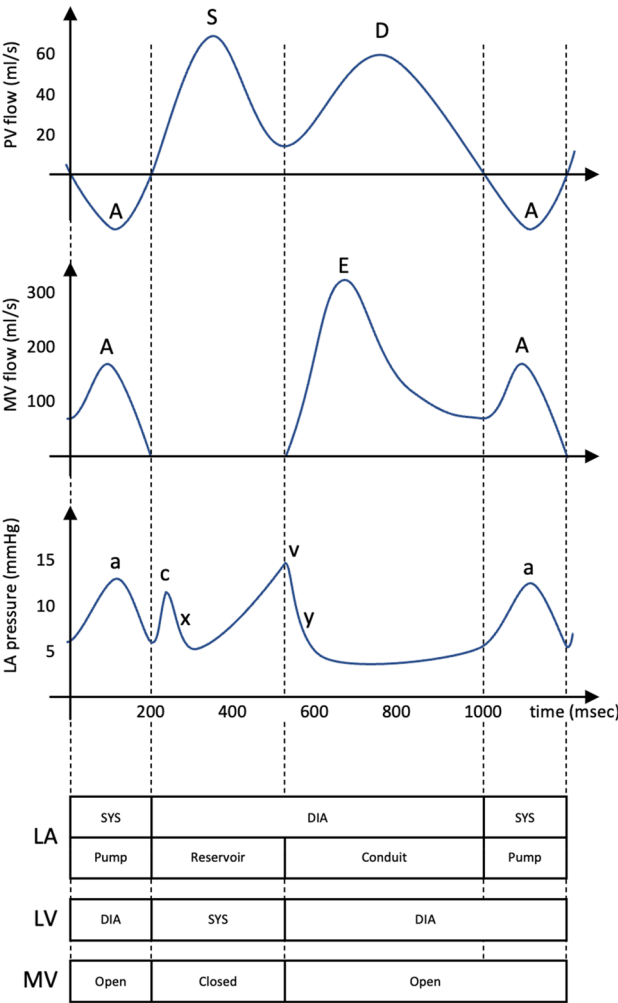 S
D
60
40
20
PV flow (ml/s)
A
A
E
300
200
100
MV flow (ml/s)
A
A
v
a
c
x
y
a
15
10
5
LA pressure (mmHg)
200 400 600 800 1000 time (msec)
LA
SYS DIA SYS
Pump Reservoir Conduit Pump
LV DIA SYS DIA
MV Open Closed Open